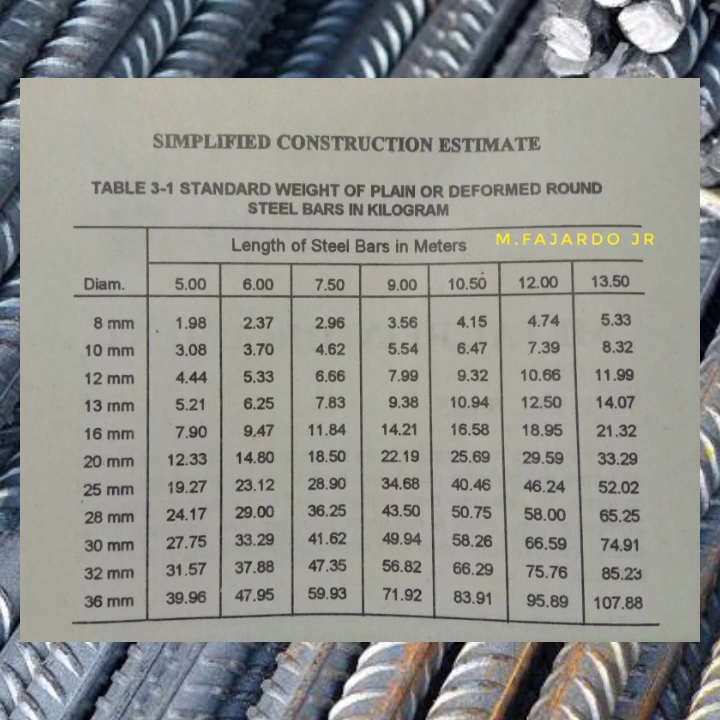 SIMPLIFIED CONSTRUCTION ESTIMATE
TABLE 3-1 STANDARD WEIGHT OF PLAIN OR DEFORMED ROUND
STEEL BARS IN KILOGRAM
Length of Steel Bars in Meters M.FAJARDO JR
Diam. 5.00 6.00 7.50 9.00 10.50 12.00 13.50
8 mm 1.98 2.37 2.96 3.56 4.15 4.74 5.33
10 mm 3.08 3.70 4.62 5.54 6.47 7.39 8.32
12 mm 4.44 5.33 6.66 7.99 9.32 10.66 11.99
13 mm 5.21 6.25 7.83 9.38 10.94 12.50 14.07
16 mm 7.90 9.47 11.84 14.21 16.58 18.95 21.32
20 mm 12.33 14.80 18.50 22.19 25.69 29.59 33.29
25 mm 19.27 23.12 28.90 34.68 40.46 46.24 52.02
28 mm 24.17 29.00 36.25 43.50 50.75 58.00 65.25
30 mm 27.75 33.29 41.62 49.94 58.26 66.59 74.91
32 mm 31.57 37.88 47.35 56.82 66.29 75.76 85.23
36 mm 39.96 47.95 59.93 71.92 83.91 95.89 107.88